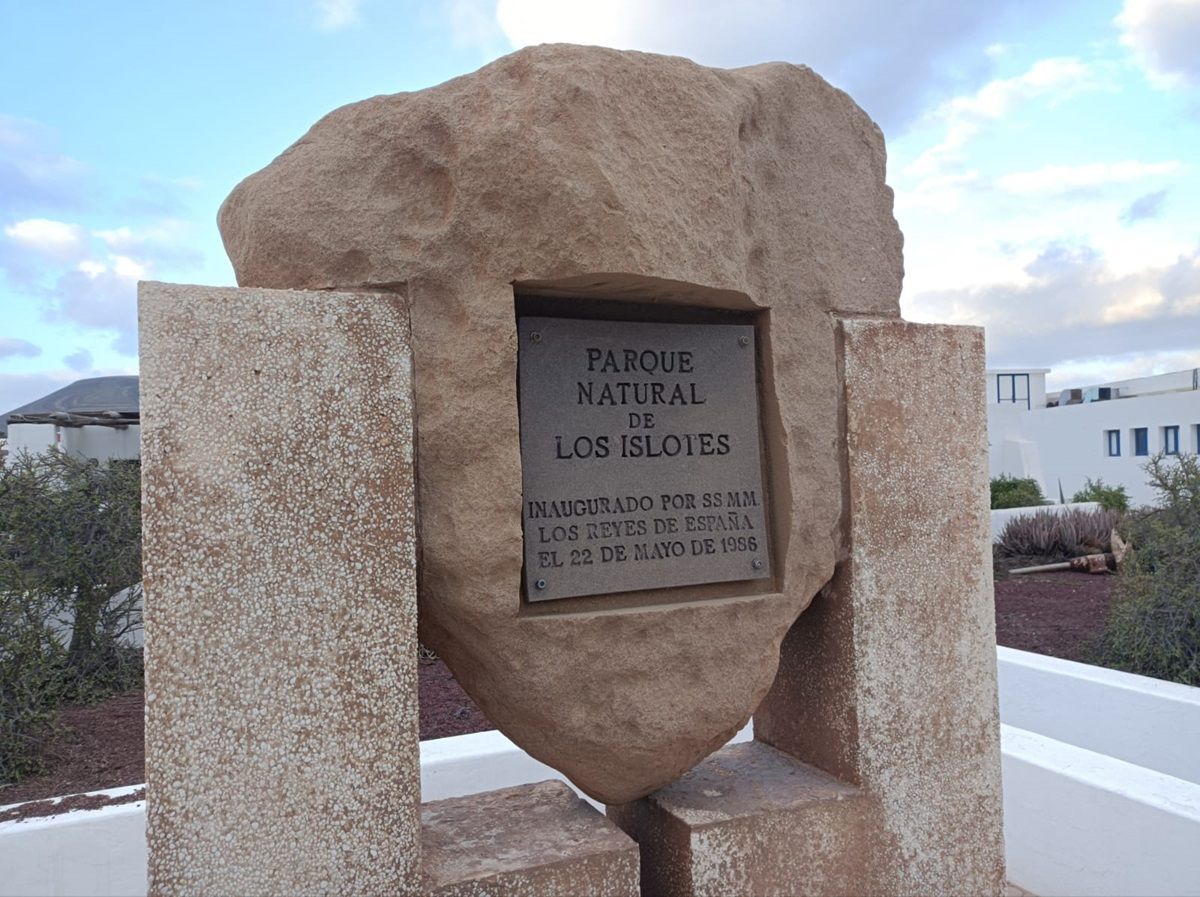 PARQUE
NATURAL
DE
LOS ISLOTES
INAUGURADO POR SS.MM.
LOS REYES DE ESPAÑA
EL 22 DE MAYO DE 1986